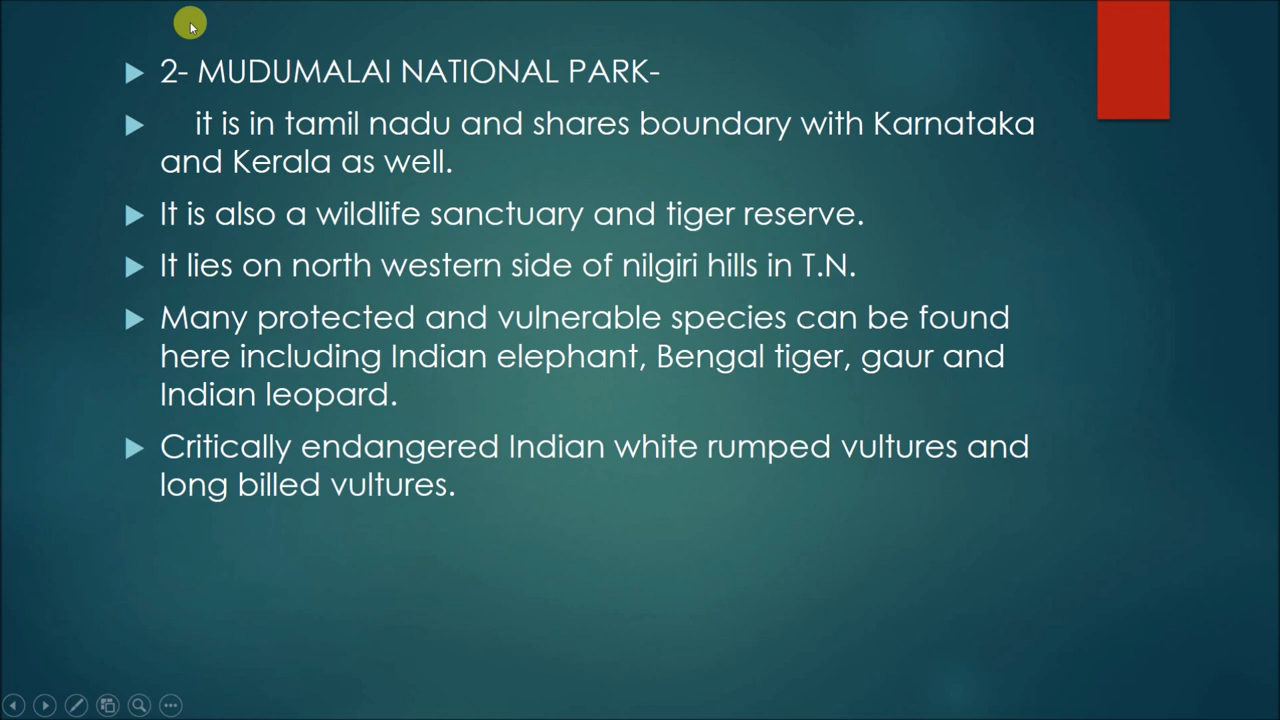 2- MUDUMALAI NATIONAL PARK-
it is in tamil nadu and shares boundary with Karnataka
and Kerala as well.
It is also a wildlife sanctuary and tiger reserve.
It lies on north western side of nilgiri hills in T.N.
Many protected and vulnerable species can be found
here including Indian elephant, Bengal tiger, gaur and
Indian leopard.
Critically endangered Indian white rumped vultures and
long billed vultures.